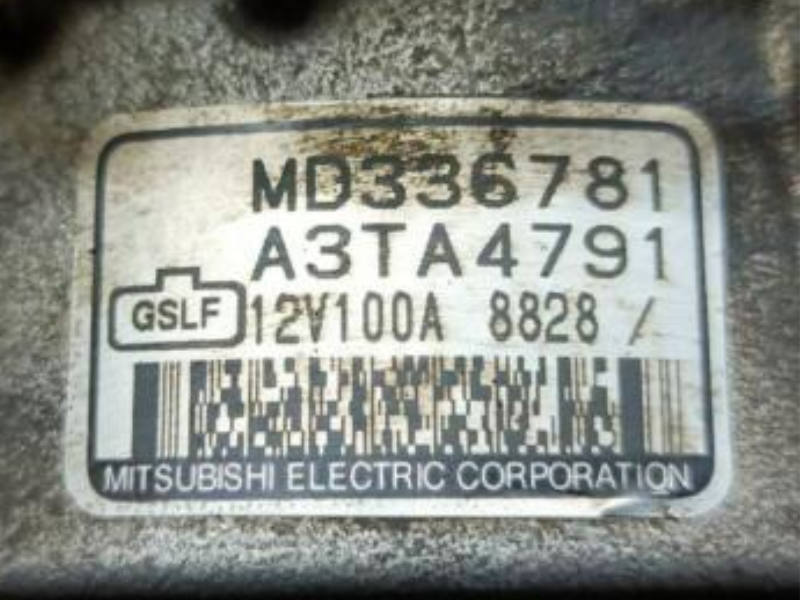 MD336781
A3TA4791
GSLF 12V100A 8828 /
MITSUBISHI ELECTRIC CORPORATION